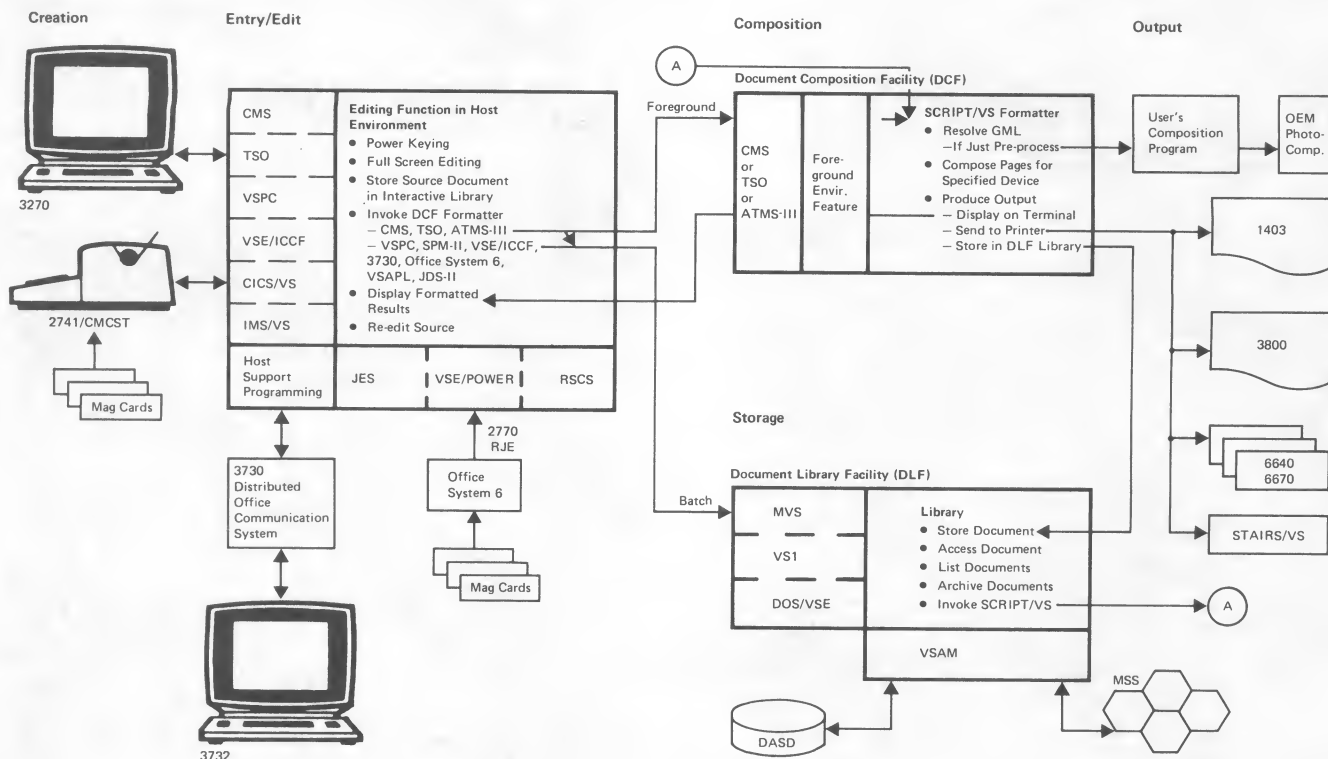 Creation
Entry/Edit
Composition
Output
3270
2741/CMCST
Mag Cards
CMS
TSO
VSPC
VSE/ICCF
CICS/VS
IMS/VS
Host
Support
Programming
Editing Function in Host
Environment
• Power Keying
• Full Screen Editing
• Store Source Document
in Interactive Library
• Invoke DCF Formatter
– CMS, TSO, ATMS-III
– VSPC, SPM-II, VSE/ICCF,
3730, Office System 6,
VSAPL, JDS-II
• Display Formatted
Results
• Re-edit Source
JES
VSE/POWER
RSCS
3730
Distributed
Office
Communication
System
3732
2770
RJE
Office
System 6
Mag Cards
Foreground
Batch
A
Document Composition Facility (DCF)
CMS
or
TSO
or
ATMS-III
Fore-
ground
Envir.
Feature
SCRIPT/VS Formatter
• Resolve GML
–If Just Pre-process
• Compose Pages for
Specified Device
• Produce Output
– Display on Terminal
– Send to Printer
– Store in DLF Library
User's
Composition
Program
OEM
Photo-
Comp.
1403
3800
6640
6670
STAIRS/VS
Storage
Document Library Facility (DLF)
MVS
VS1
DOS/VSE
Library
• Store Document
• Access Document
• List Documents
• Archive Documents
• Invoke SCRIPT/VS
A
VSAM
DASD
MSS